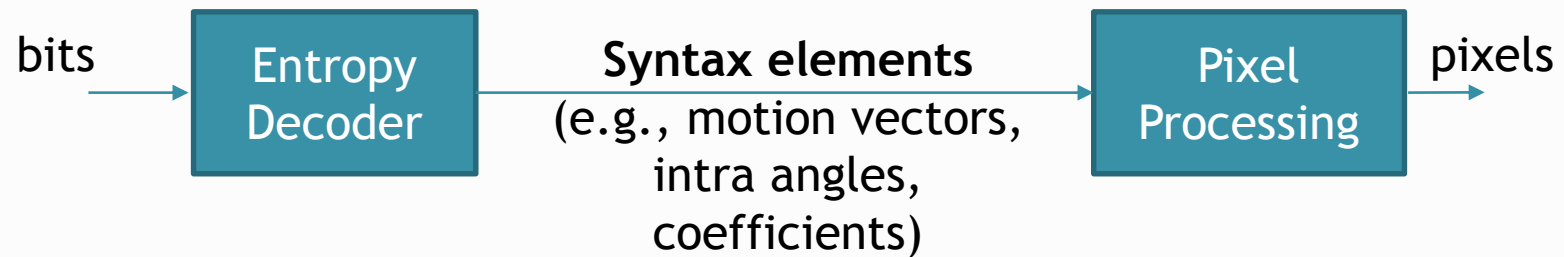 bits
Entropy
Decoder
Syntax elements
(e.g., motion vectors,
intra angles,
coefficients)
Pixel
Processing
pixels